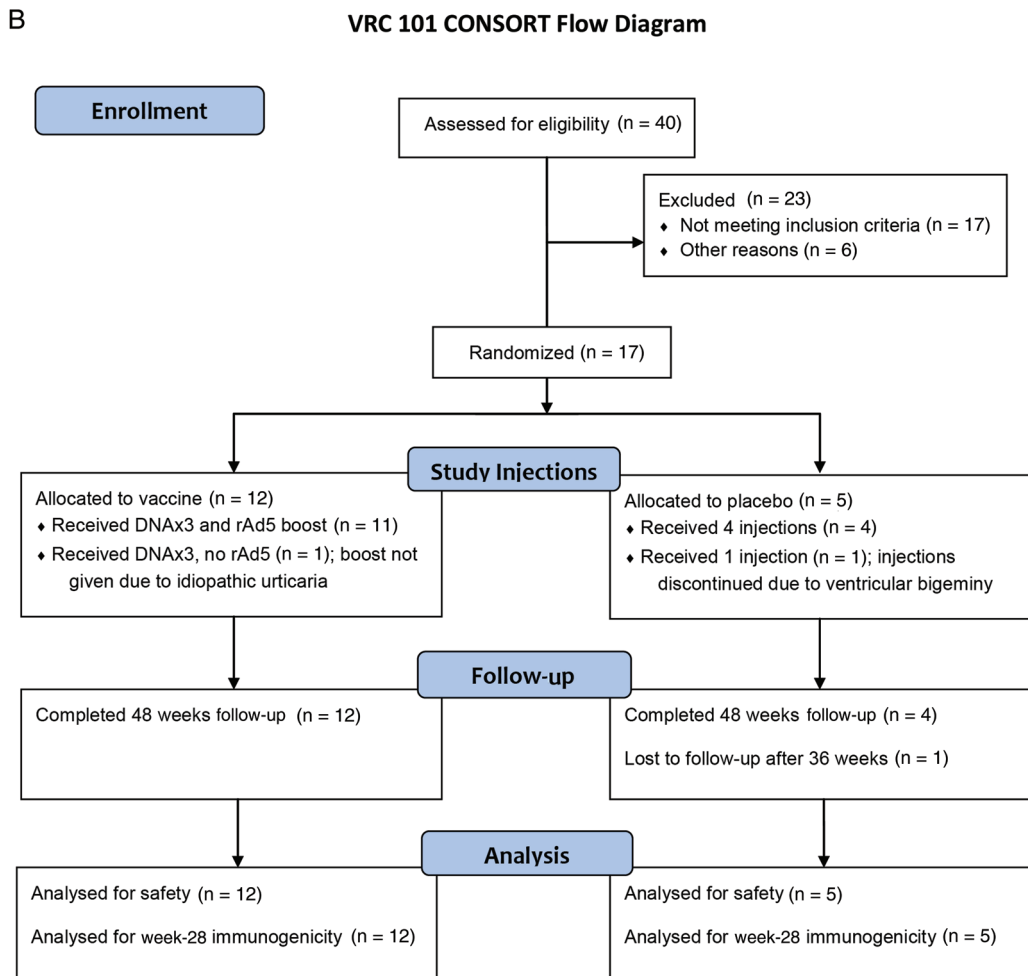 B
VRC 101 CONSORT Flow Diagram
Enrollment
Assessed for eligibility (n = 40)
Excluded (n = 23)
♦ Not meeting inclusion criteria (n = 17)
♦ Other reasons (n = 6)
Randomized (n = 17)
Study Injections
Allocated to vaccine (n = 12)
♦ Received DNAx3 and rAd5 boost (n = 11)
♦ Received DNAx3, no rAd5 (n = 1); boost not
given due to idiopathic urticaria
Allocated to placebo (n = 5)
♦ Received 4 injections (n = 4)
♦ Received 1 injection (n = 1); injections
discontinued due to ventricular bigeminy
Follow-up
Completed 48 weeks follow-up (n = 12)
Completed 48 weeks follow-up (n = 4)
Lost to follow-up after 36 weeks (n = 1)
Analysis
Analysed for safety (n = 12)
Analysed for week-28 immunogenicity (n = 12)
Analysed for safety (n = 5)
Analysed for week-28 immunogenicity (n = 5)